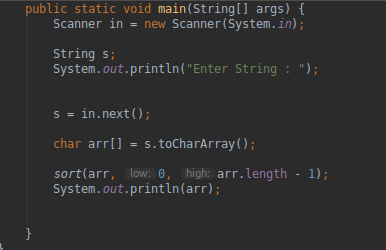 public static void main(String[] args) {
Scanner in = new Scanner(System.in);
String s;
System.out.println("Enter String : ");
s = in.next();
char arr[] = s.toCharArray();
sort(arr, low: 0, high: arr.length - 1);
System.out.println(arr);
}
}